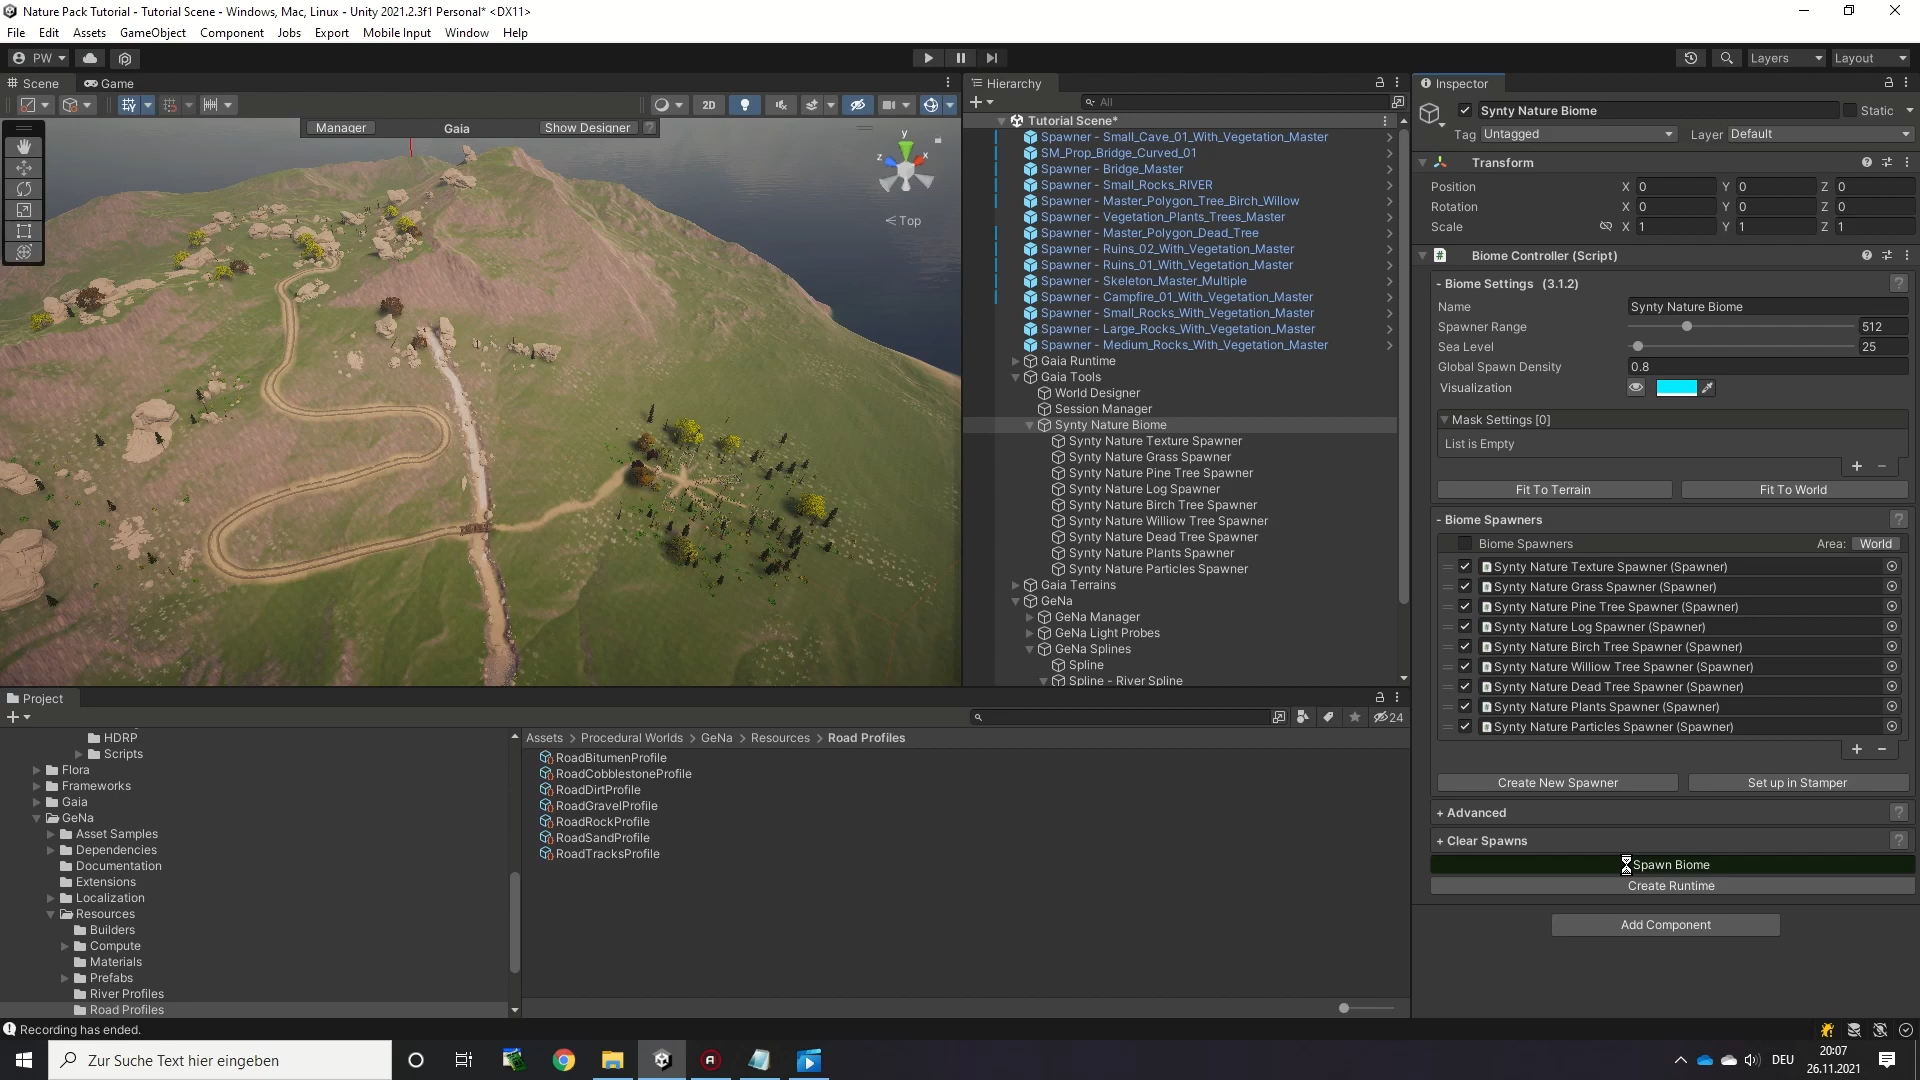 Nature Pack Tutorial - Tutorial Scene - Windows, Mac, Linux - Unity 2021.2.3f1 Personal* <DX11>
File Edit Assets GameObject Component Jobs Export Mobile Input Window Help
PW Layers Layout
Scene Game
2D
Manager Gaia Show Designer ?
y
z x
< Top
Hierarchy
All
Tutorial Scene*
Spawner - Small_Cave_01_With_Vegetation_Master
SM_Prop_Bridge_Curved_01
Spawner - Bridge_Master
Spawner - Small_Rocks_RIVER
Spawner - Master_Polygon_Tree_Birch_Willow
Spawner - Vegetation_Plants_Trees_Master
Spawner - Master_Polygon_Dead_Tree
Spawner - Ruins_02_With_Vegetation_Master
Spawner - Ruins_01_With_Vegetation_Master
Spawner - Skeleton_Master_Multiple
Spawner - Campfire_01_With_Vegetation_Master
Spawner - Small_Rocks_With_Vegetation_Master
Spawner - Large_Rocks_With_Vegetation_Master
Spawner - Medium_Rocks_With_Vegetation_Master
Gaia Runtime
Gaia Tools
World Designer
Session Manager
Synty Nature Biome
Synty Nature Texture Spawner
Synty Nature Grass Spawner
Synty Nature Pine Tree Spawner
Synty Nature Log Spawner
Synty Nature Birch Tree Spawner
Synty Nature Williow Tree Spawner
Synty Nature Dead Tree Spawner
Synty Nature Plants Spawner
Synty Nature Particles Spawner
Gaia Terrains
GeNa
GeNa Manager
GeNa Light Probes
GeNa Splines
Spline
Spline - River Spline
Inspector
Synty Nature Biome Static
Tag Untagged Layer Default
Transform
Position X 0 Y 0 Z 0
Rotation X 0 Y 0 Z 0
Scale X 1 Y 1 Z 1
# Biome Controller (Script)
- Biome Settings (3.1.2) ?
Name Synty Nature Biome
Spawner Range 512
Sea Level 25
Global Spawn Density 0.8
Visualization
Mask Settings [0]
List is Empty
+ -
Fit To Terrain Fit To World
- Biome Spawners ?
Biome Spawners Area: World
Synty Nature Texture Spawner (Spawner)
Synty Nature Grass Spawner (Spawner)
Synty Nature Pine Tree Spawner (Spawner)
Synty Nature Log Spawner (Spawner)
Synty Nature Birch Tree Spawner (Spawner)
Synty Nature Williow Tree Spawner (Spawner)
Synty Nature Dead Tree Spawner (Spawner)
Synty Nature Plants Spawner (Spawner)
Synty Nature Particles Spawner (Spawner)
+ -
Create New Spawner Set up in Stamper
+ Advanced ?
+ Clear Spawns ?
Spawn Biome
Create Runtime
Add Component
Project
24
HDRP
Scripts
Flora
Frameworks
Gaia
GeNa
Asset Samples
Dependencies
Documentation
Extensions
Localization
Resources
Builders
Compute
Materials
Prefabs
River Profiles
Road Profiles
Assets > Procedural Worlds > GeNa > Resources > Road Profiles
RoadBitumenProfile
RoadCobblestoneProfile
RoadDirtProfile
RoadGravelProfile
RoadRockProfile
RoadSandProfile
RoadTracksProfile
Recording has ended.
Zur Suche Text hier eingeben
DEU
20:07
26.11.2021